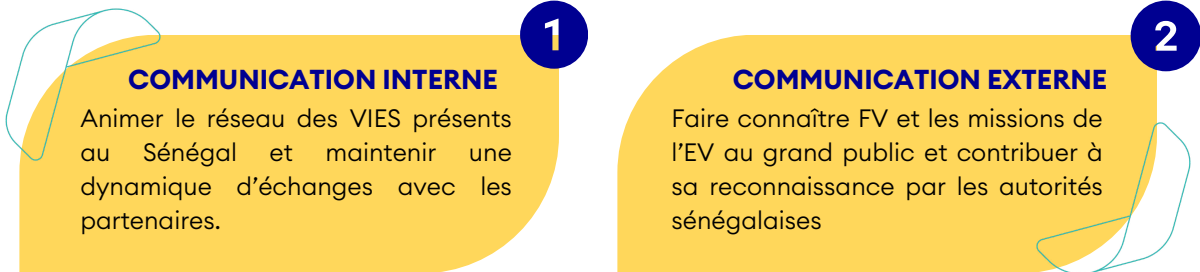 1
COMMUNICATION INTERNE
Animer le réseau des VIES présents
au Sénégal et maintenir une
dynamique d’échanges avec les
partenaires.
2
COMMUNICATION EXTERNE
Faire connaître FV et les missions de
l’EV au grand public et contribuer à
sa reconnaissance par les autorités
sénégalaises